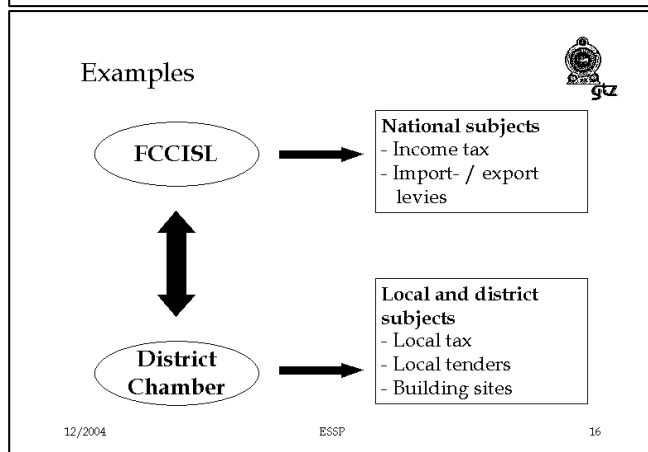 Examples
gtz
FCCISL
National subjects
- Income tax
- Import- / export
levies
District
Chamber
Local and district
subjects
- Local tax
- Local tenders
- Building sites
12/2004
ESSP
16